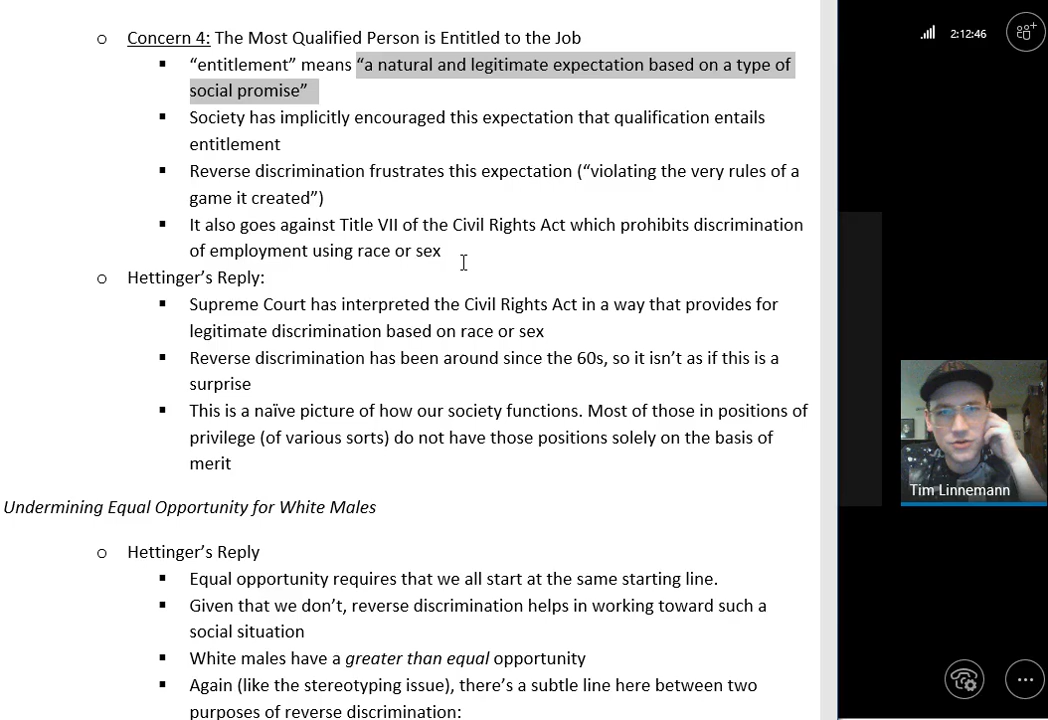 o Concern 4: The Most Qualified Person is Entitled to the Job
▪ “entitlement” means “a natural and legitimate expectation based on a type of
social promise”
▪ Society has implicitly encouraged this expectation that qualification entails
entitlement
▪ Reverse discrimination frustrates this expectation (“violating the very rules of a
game it created”)
▪ It also goes against Title VII of the Civil Rights Act which prohibits discrimination
of employment using race or sex
o Hettinger’s Reply:
▪ Supreme Court has interpreted the Civil Rights Act in a way that provides for
legitimate discrimination based on race or sex
▪ Reverse discrimination has been around since the 60s, so it isn’t as if this is a
surprise
▪ This is a naïve picture of how our society functions. Most of those in positions of
privilege (of various sorts) do not have those positions solely on the basis of
merit
Undermining Equal Opportunity for White Males
o Hettinger’s Reply
▪ Equal opportunity requires that we all start at the same starting line.
▪ Given that we don’t, reverse discrimination helps in working toward such a
social situation
▪ White males have a greater than equal opportunity
▪ Again (like the stereotyping issue), there’s a subtle line here between two
purposes of reverse discrimination:
2:12:46
Tim Linnemann